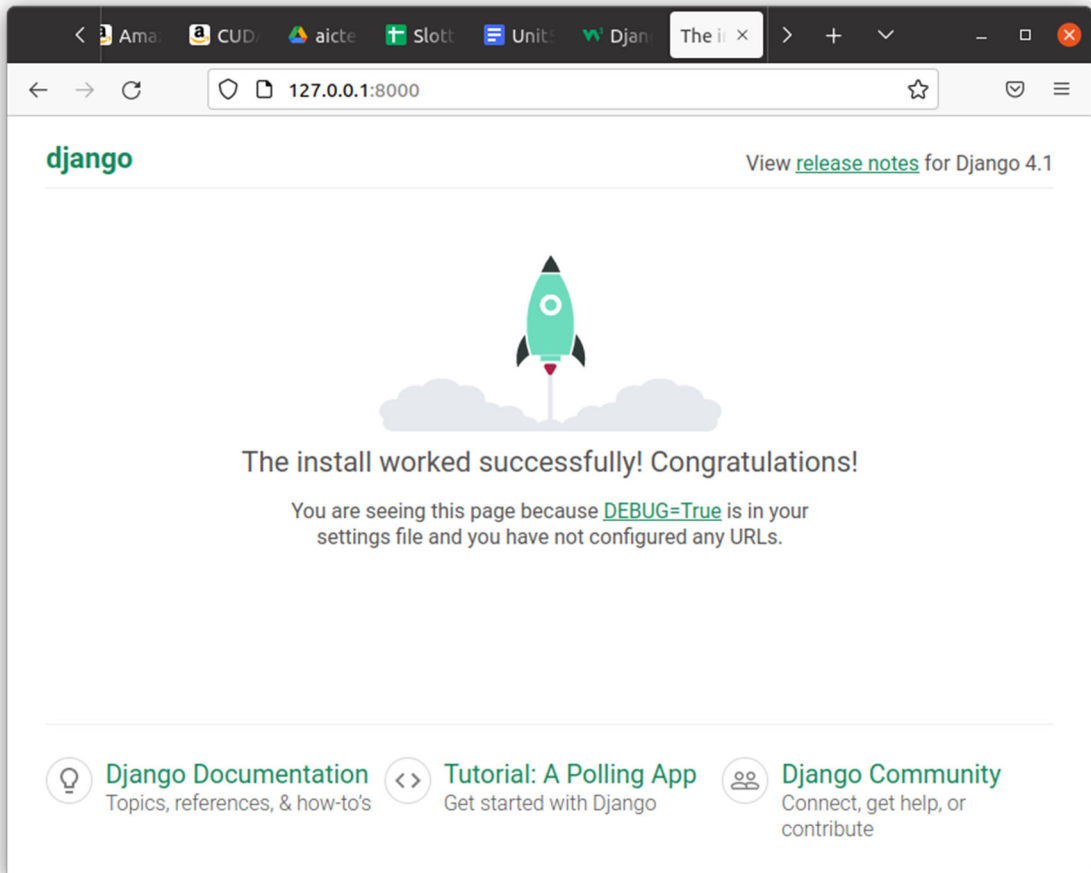 Ama
CUD
aicte
Slott
Unit
Djan
The i
127.0.0.1:8000
django
View release notes for Django 4.1
The install worked successfully! Congratulations!
You are seeing this page because DEBUG=True is in your
settings file and you have not configured any URLs.
Django Documentation
Topics, references, & how-to's
Tutorial: A Polling App
Get started with Django
Django Community
Connect, get help, or
contribute